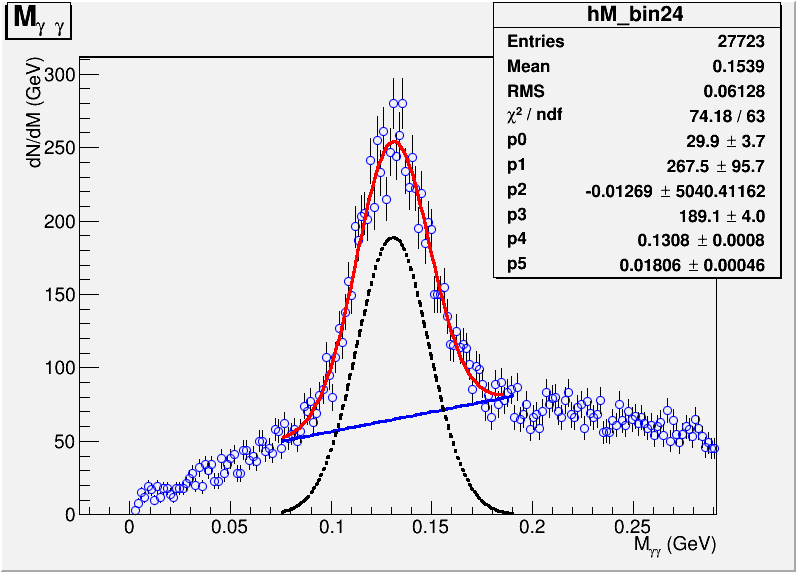 Mγ γ
hM_bin24
Entries 27723
Mean 0.1539
RMS 0.06128
χ² / ndf 74.18 / 63
p0 29.9 ± 3.7
p1 267.5 ± 95.7
p2 -0.01269 ± 5040.41162
p3 189.1 ± 4.0
p4 0.1308 ± 0.0008
p5 0.01806 ± 0.00046
dN/dM (GeV)
300
250
200
150
100
50
0
0 0.05 0.1 0.15 0.2 0.25
Mγγ (GeV)